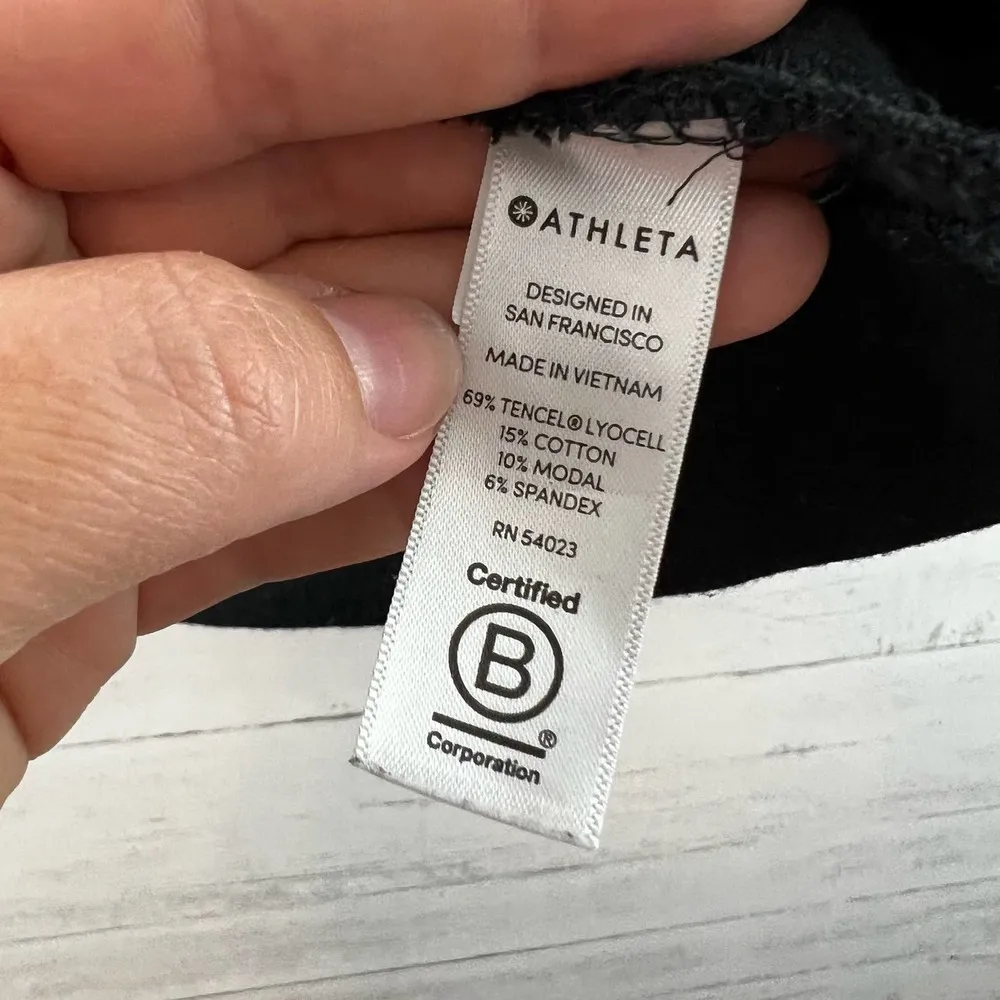 ATHLETA
DESIGNED IN
SAN FRANCISCO
MADE IN VIETNAM
69% TENCEL® LYOCELL
15% COTTON
10% MODAL
6% SPANDEX
RN 54023
Certified
B
®
Corporation